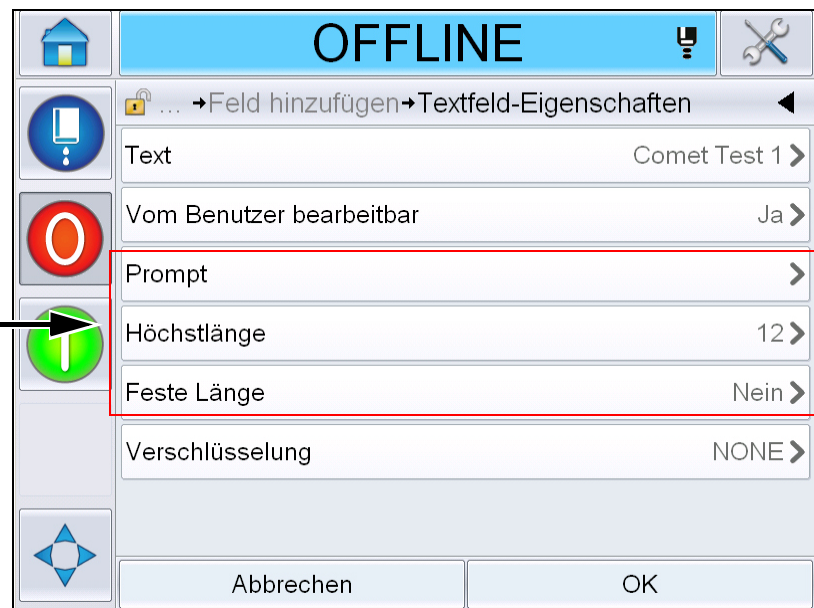 OFFLINE
... →Feld hinzufügen→Textfeld-Eigenschaften
Text Comet Test 1
Vom Benutzer bearbeitbar Ja
Prompt
Höchstlänge 12
Feste Länge Nein
Verschlüsselung NONE
Abbrechen OK